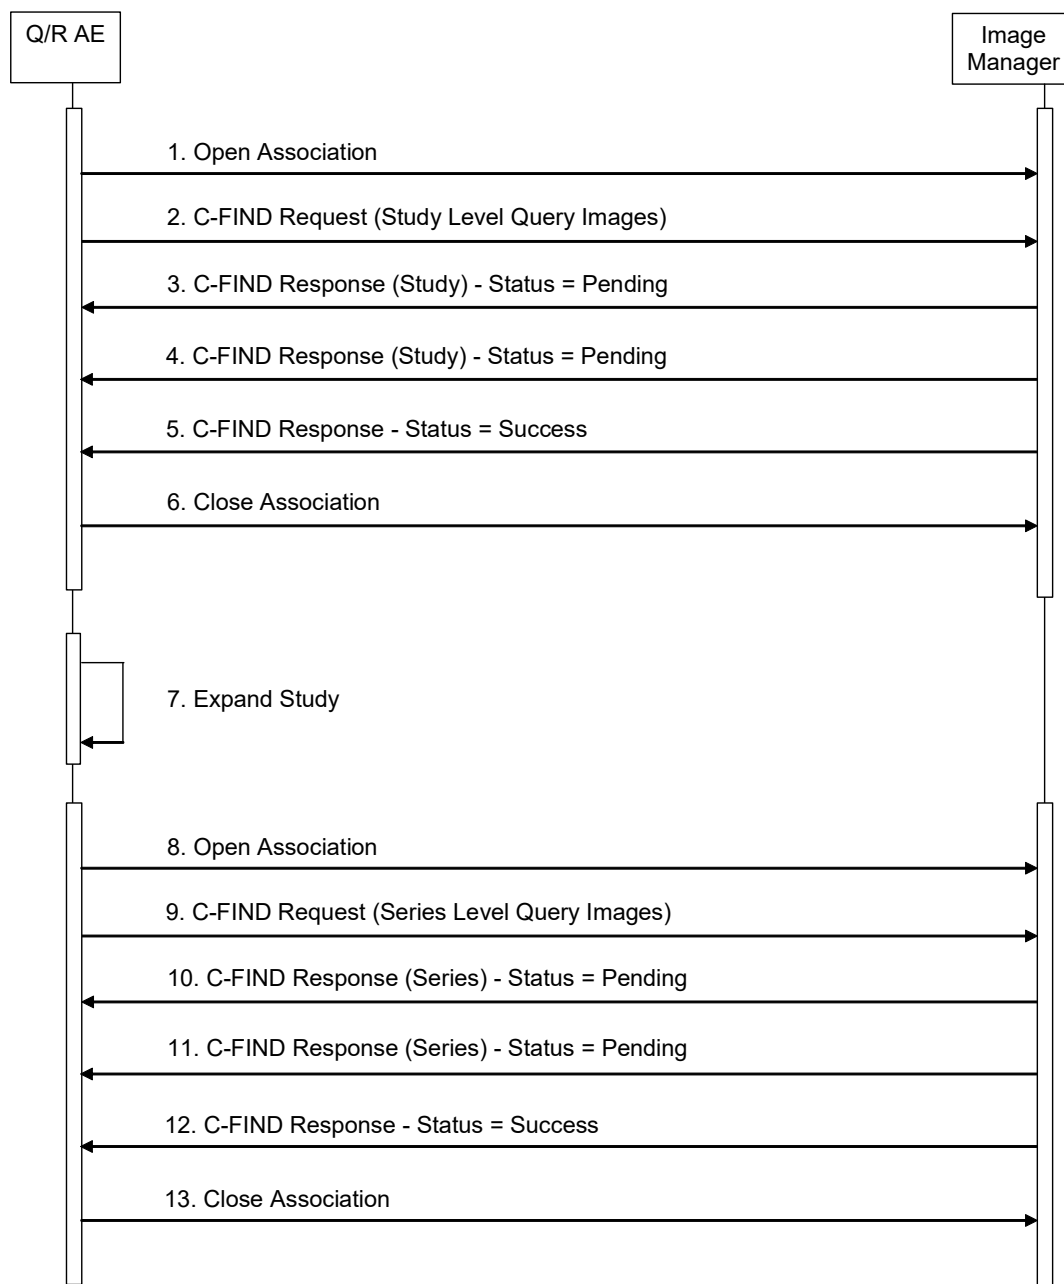 Q/R AE
Image
Manager
1. Open Association
2. C-FIND Request (Study Level Query Images)
3. C-FIND Response (Study) - Status = Pending
4. C-FIND Response (Study) - Status = Pending
5. C-FIND Response - Status = Success
6. Close Association
7. Expand Study
8. Open Association
9. C-FIND Request (Series Level Query Images)
10. C-FIND Response (Series) - Status = Pending
11. C-FIND Response (Series) - Status = Pending
12. C-FIND Response - Status = Success
13. Close Association